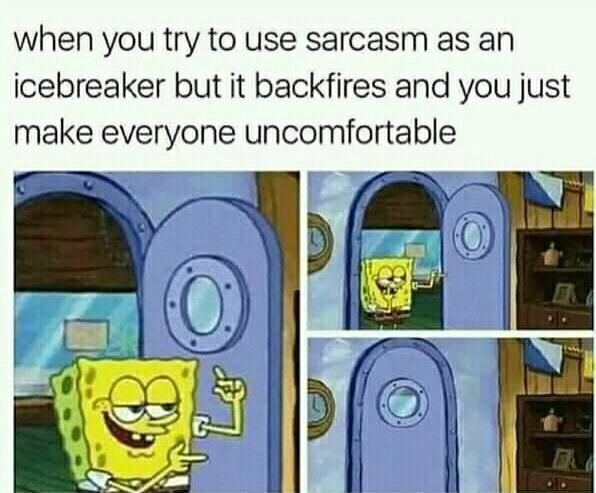 when you try to use sarcasm as an
icebreaker but it backfires and you just
make everyone uncomfortable